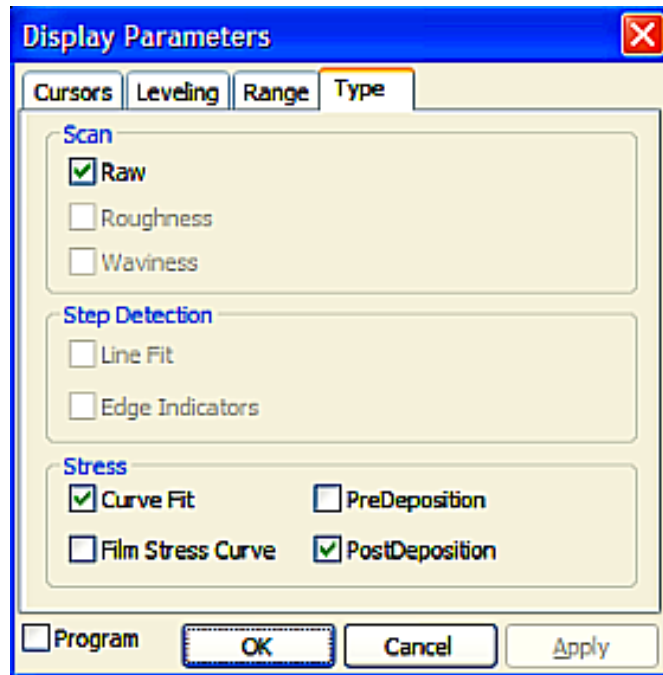 Display Parameters
Cursors Leveling Range Type
Scan
Raw
Roughness
Waviness
Step Detection
Line Fit
Edge Indicators
Stress
Curve Fit PreDeposition
Film Stress Curve PostDeposition
Program OK Cancel Apply